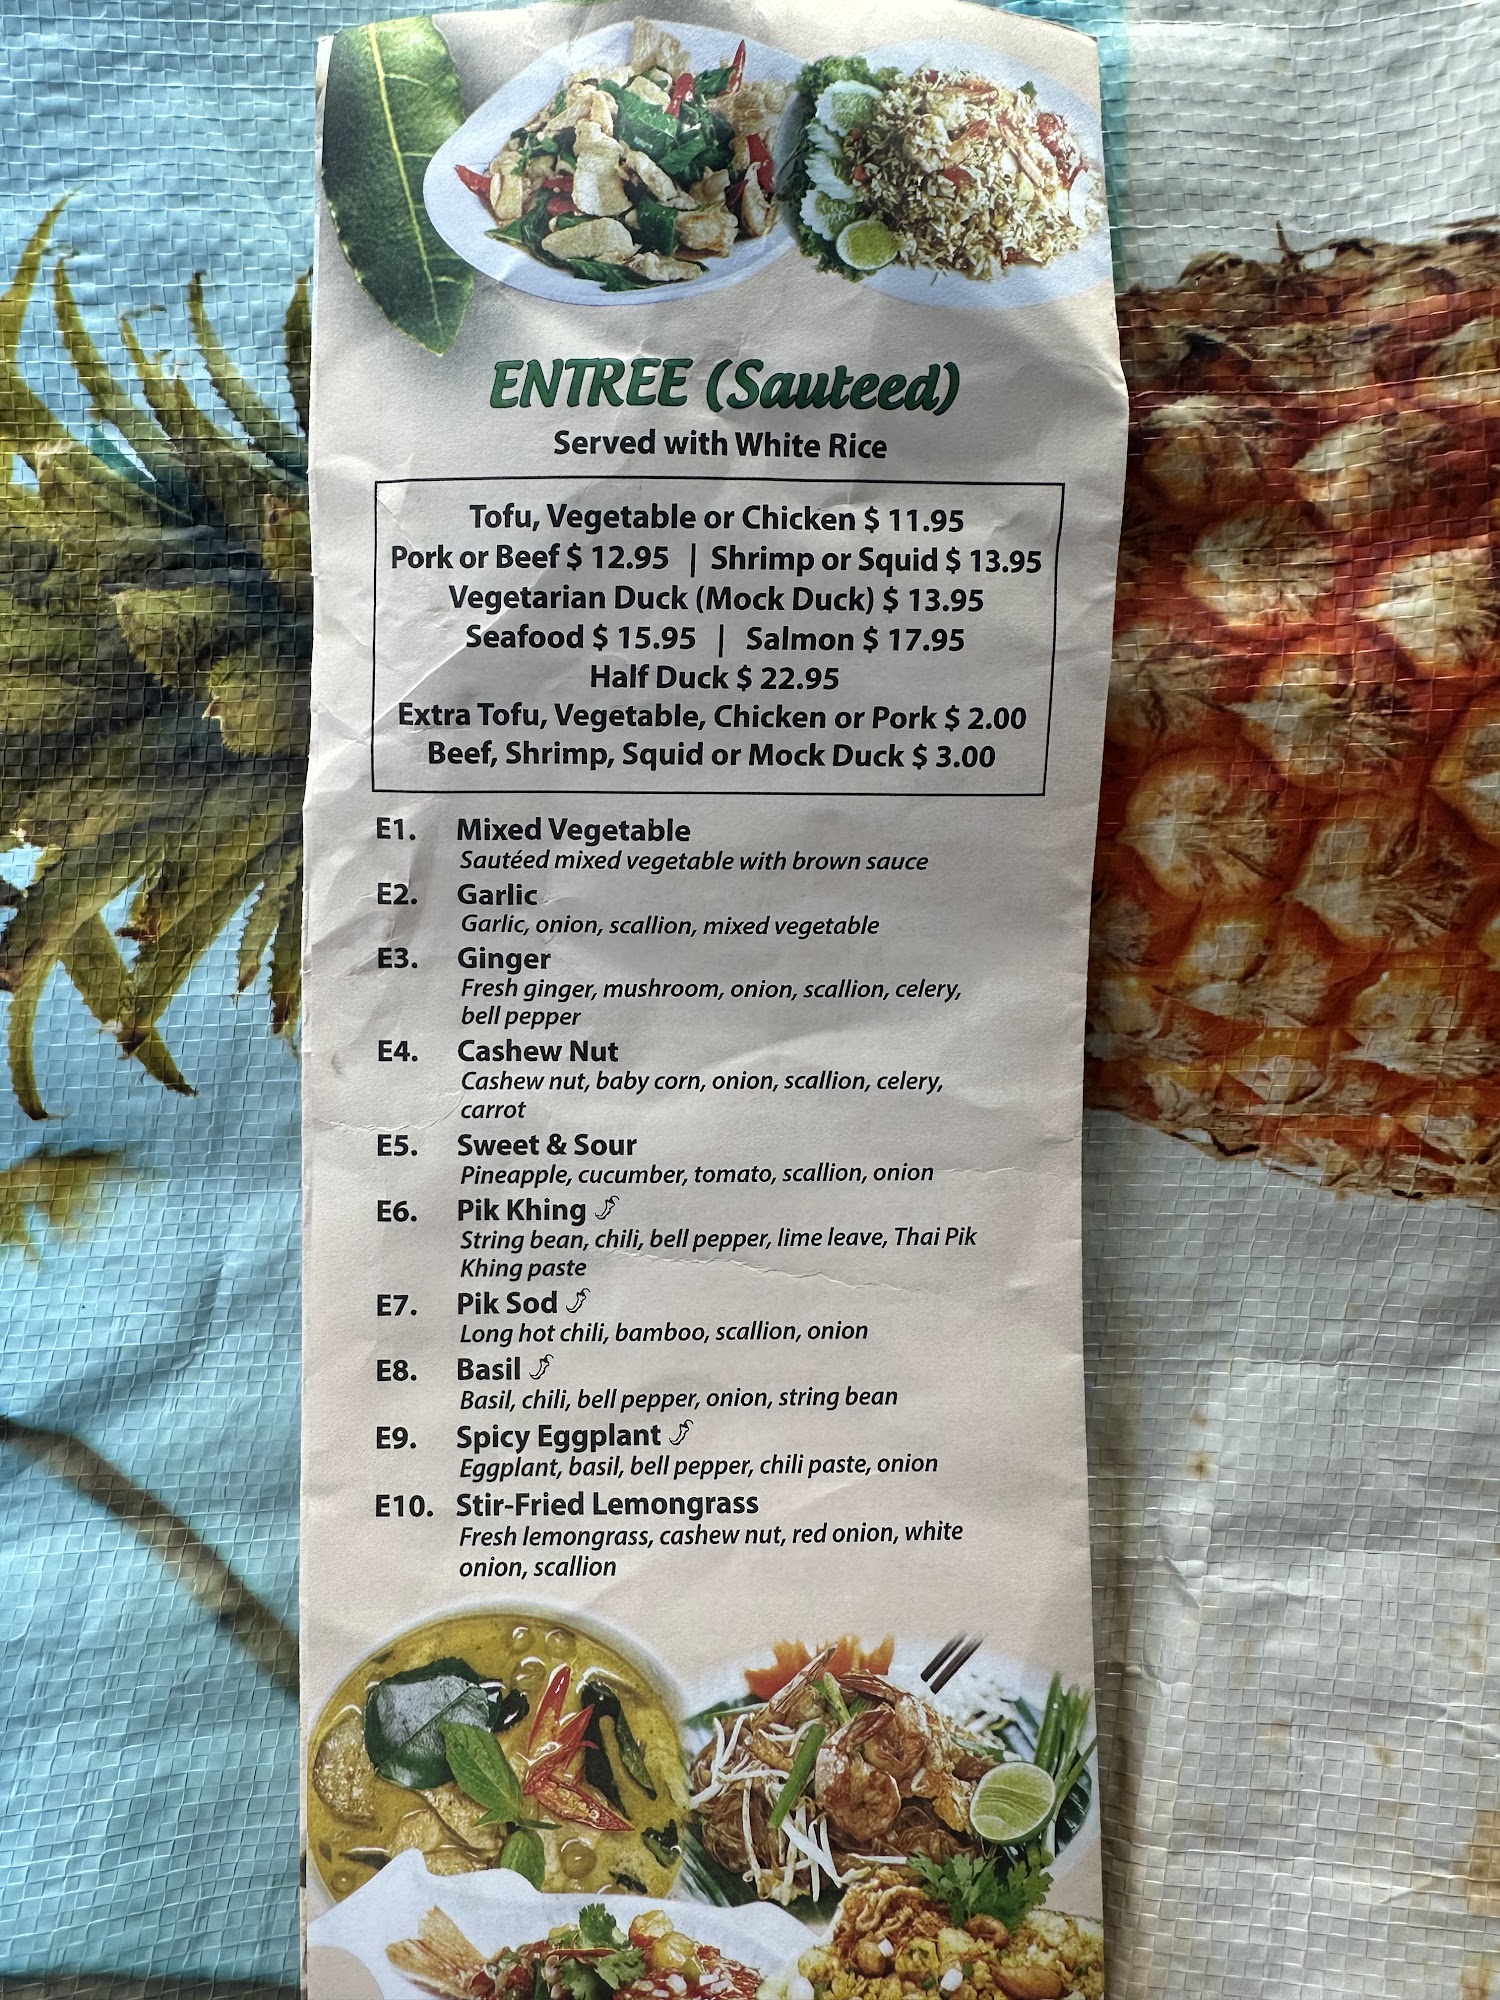 ENTREE (Sauteed)
Served with White Rice
Tofu, Vegetable or Chicken $ 11.95
Pork or Beef $ 12.95 | Shrimp or Squid $ 13.95
Vegetarian Duck (Mock Duck) $ 13.95
Seafood $ 15.95 | Salmon $ 17.95
Half Duck $ 22.95
Extra Tofu, Vegetable, Chicken or Pork $ 2.00
Beef, Shrimp, Squid or Mock Duck $ 3.00
E1. Mixed Vegetable
Sautéed mixed vegetable with brown sauce
E2. Garlic
Garlic, onion, scallion, mixed vegetable
E3. Ginger
Fresh ginger, mushroom, onion, scallion, celery,
bell pepper
E4. Cashew Nut
Cashew nut, baby corn, onion, scallion, celery,
carrot
E5. Sweet & Sour
Pineapple, cucumber, tomato, scallion, onion
E6. Pik Khing
String bean, chili, bell pepper, lime leave, Thai Pik
Khing paste
E7. Pik Sod
Long hot chili, bamboo, scallion, onion
E8. Basil
Basil, chili, bell pepper, onion, string bean
E9. Spicy Eggplant
Eggplant, basil, bell pepper, chili paste, onion
E10. Stir-Fried Lemongrass
Fresh lemongrass, cashew nut, red onion, white
onion, scallion